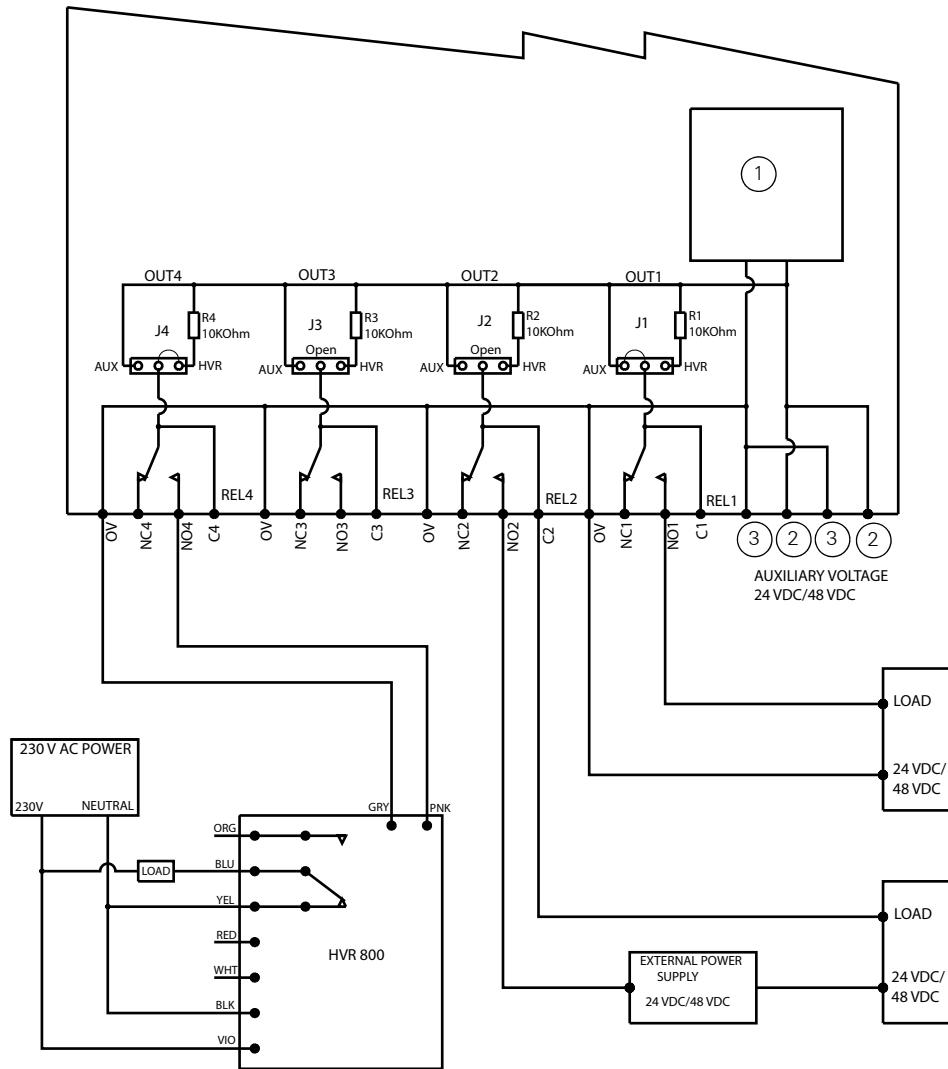 1
OUT4
OUT3
OUT2
OUT1
R4
10KOhm
R3
10KOhm
R2
10KOhm
R1
10KOhm
J4
J3
J2
J1
Open
Open
AUX
HVR
AUX
HVR
AUX
HVR
AUX
HVR
REL4
REL3
REL2
REL1
OV
NC4
NO4
C4
OV
NC3
NO3
C3
OV
NC2
NO2
C2
OV
NC1
NO1
C1
3
2
3
2
AUXILIARY VOLTAGE
24 VDC/48 VDC
LOAD
24 VDC/
48 VDC
230 V AC POWER
230V
NEUTRAL
GRY
PNK
ORG
BLU
LOAD
YEL
RED
WHT
BLK
VIO
HVR 800
EXTERNAL POWER
SUPPLY
24 VDC/48 VDC
LOAD
24 VDC/
48 VDC